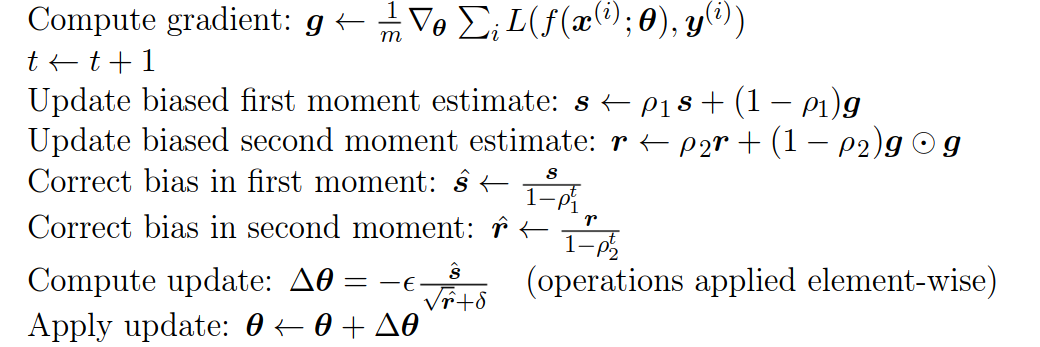 Compute gradient: g ← 1/m ∇_θ ∑_i L(f(x^(i); θ), y^(i))
t ← t + 1
Update biased first moment estimate: s ← ρ_1 s + (1 − ρ_1)g
Update biased second moment estimate: r ← ρ_2 r + (1 − ρ_2)g ⊙ g
Correct bias in first moment: ŝ ← s/(1−ρ_1^t)
Correct bias in second moment: r̂ ← r/(1−ρ_2^t)
Compute update: Δθ = −ϵ ŝ/(√r̂+δ) (operations applied element-wise)
Apply update: θ ← θ + Δθ